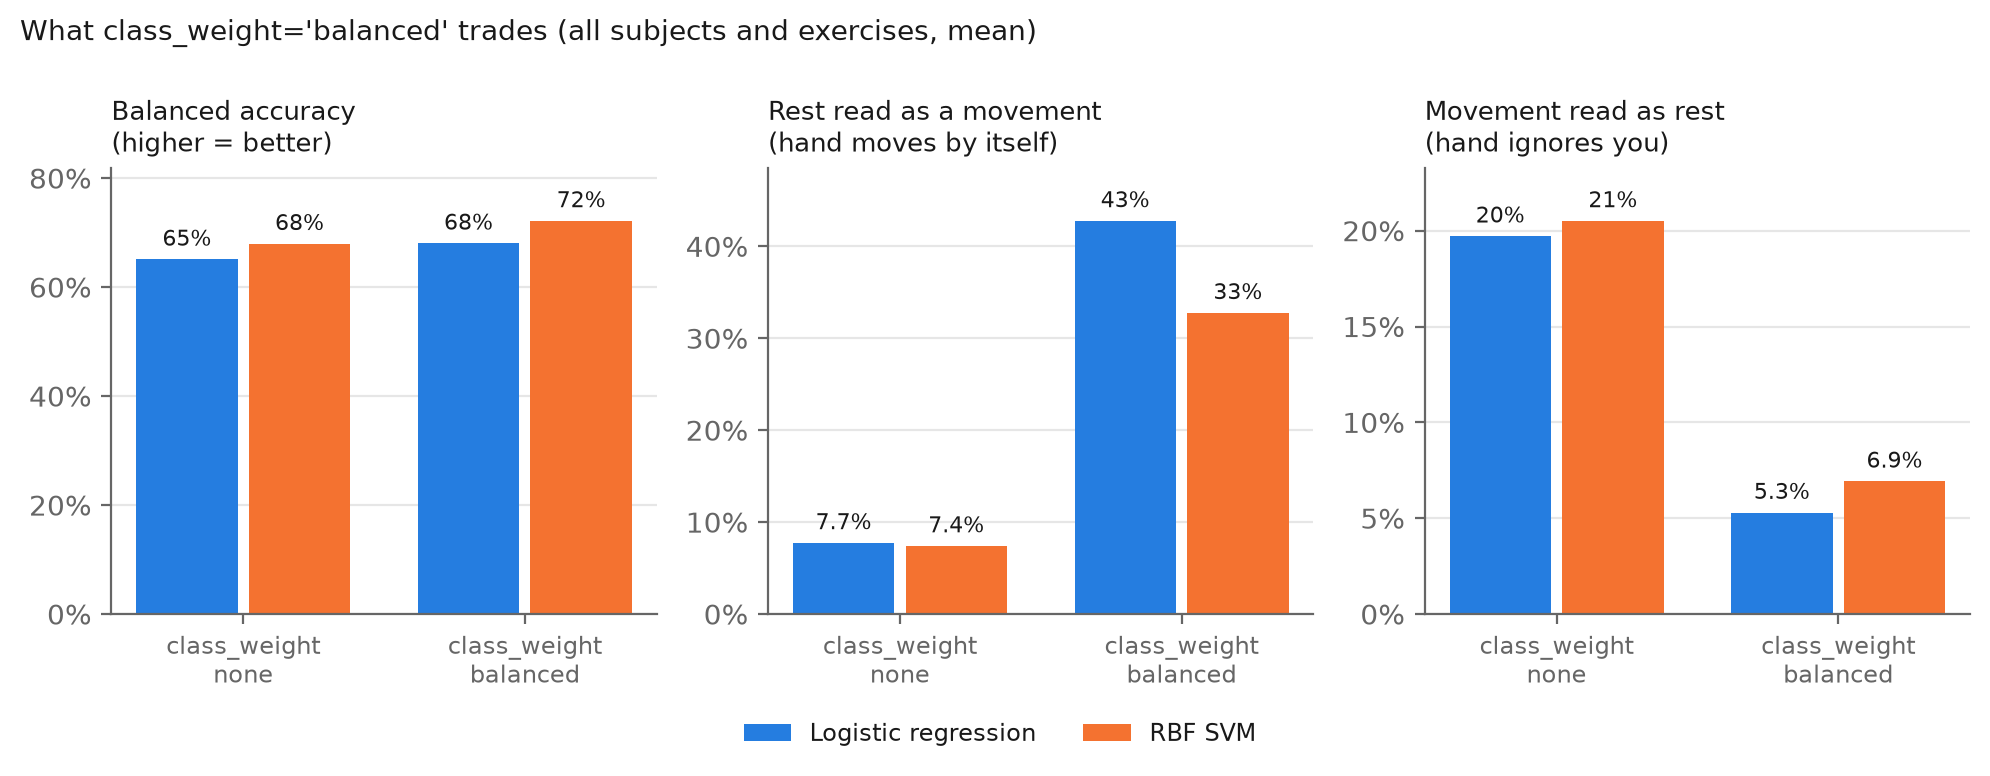 What class_weight='balanced' trades (all subjects and exercises, mean)
Balanced accuracy
(higher = better)
80%
60%
40%
20%
0%
65%
68%
68%
72%
class_weight
none
class_weight
balanced
Rest read as a movement
(hand moves by itself)
40%
30%
20%
10%
0%
7.7%
7.4%
43%
33%
class_weight
none
class_weight
balanced
Movement read as rest
(hand ignores you)
20%
15%
10%
5%
0%
20%
21%
5.3%
6.9%
class_weight
none
class_weight
balanced
Logistic regression
RBF SVM